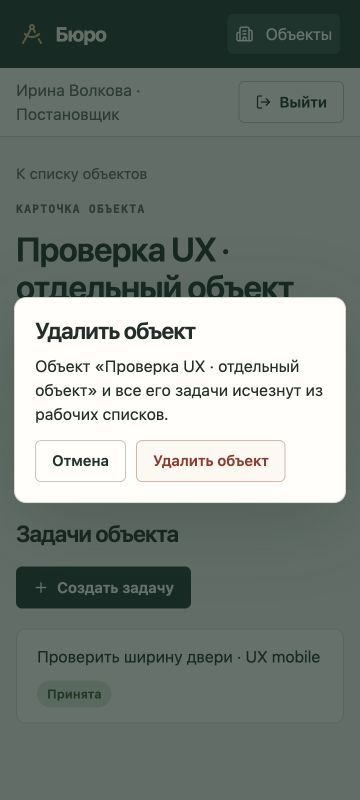 Бюро
Объекты
Ирина Волкова ·
Постановщик
Выйти
К списку объектов
КАРТОЧКА ОБЪЕКТА
Проверка UX ·
отдельный объект
Удалить объект
Объект «Проверка UX · отдельный
объект» и все его задачи исчезнут из
рабочих списков.
Отмена
Удалить объект
Задачи объекта
Создать задачу
Проверить ширину двери · UX mobile
Принята